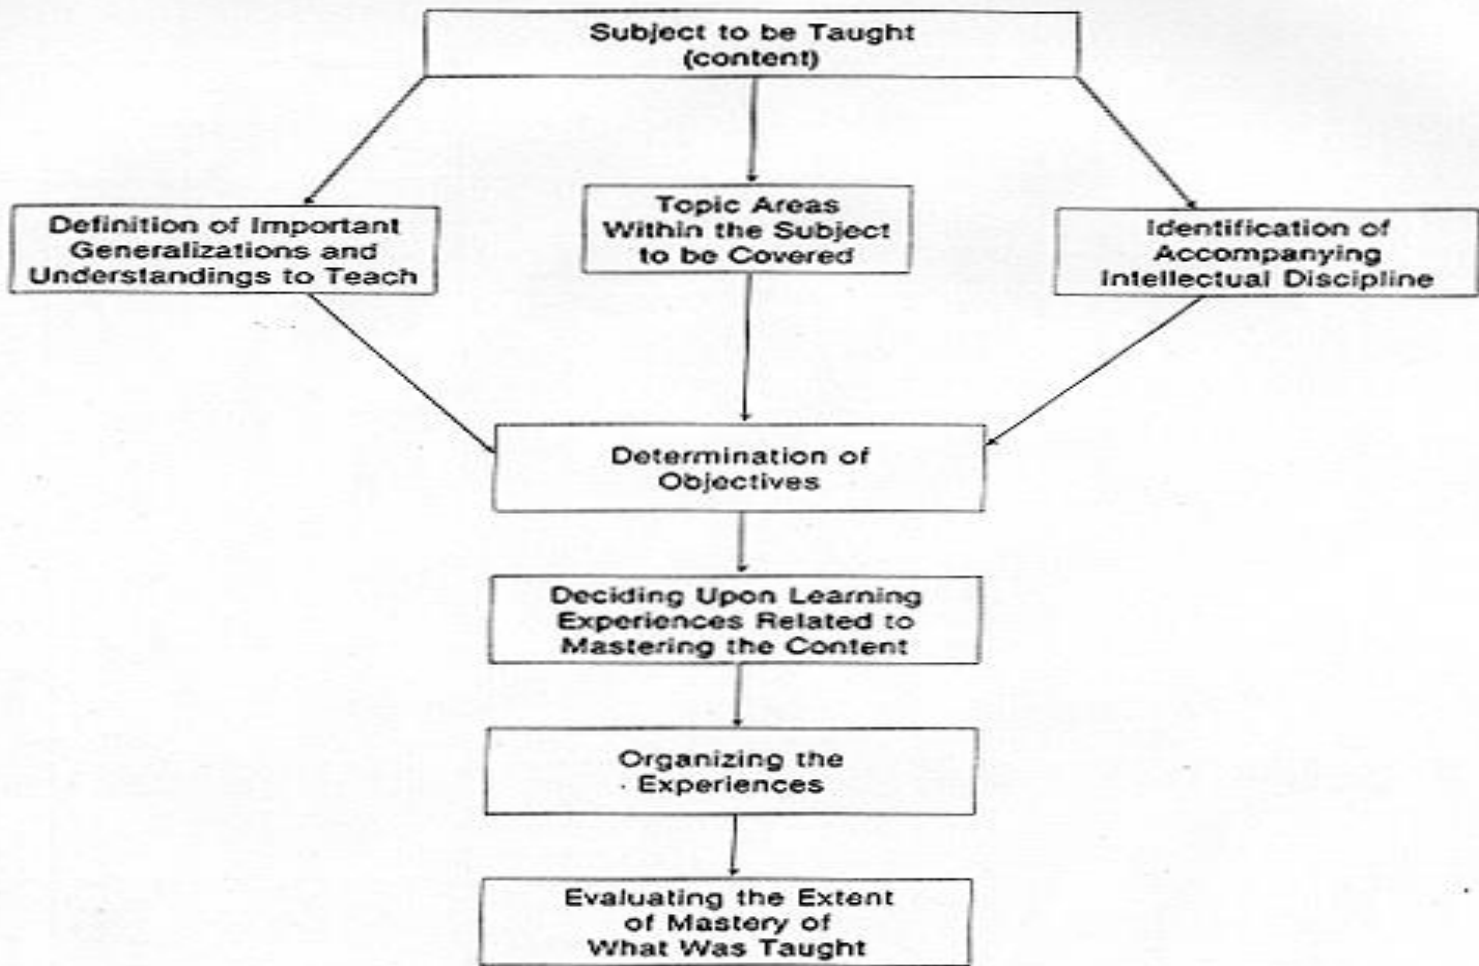 Subject to be Taught
(content)
Definition of Important
Generalizations and
Understandings to Teach
Topic Areas
Within the Subject
to be Covered
Identification of
Accompanying
Intellectual Discipline
Determination of
Objectives
Deciding Upon Learning
Experiences Related to
Mastering the Content
Organizing the
Experiences
Evaluating the Extent
of Mastery of
What Was Taught